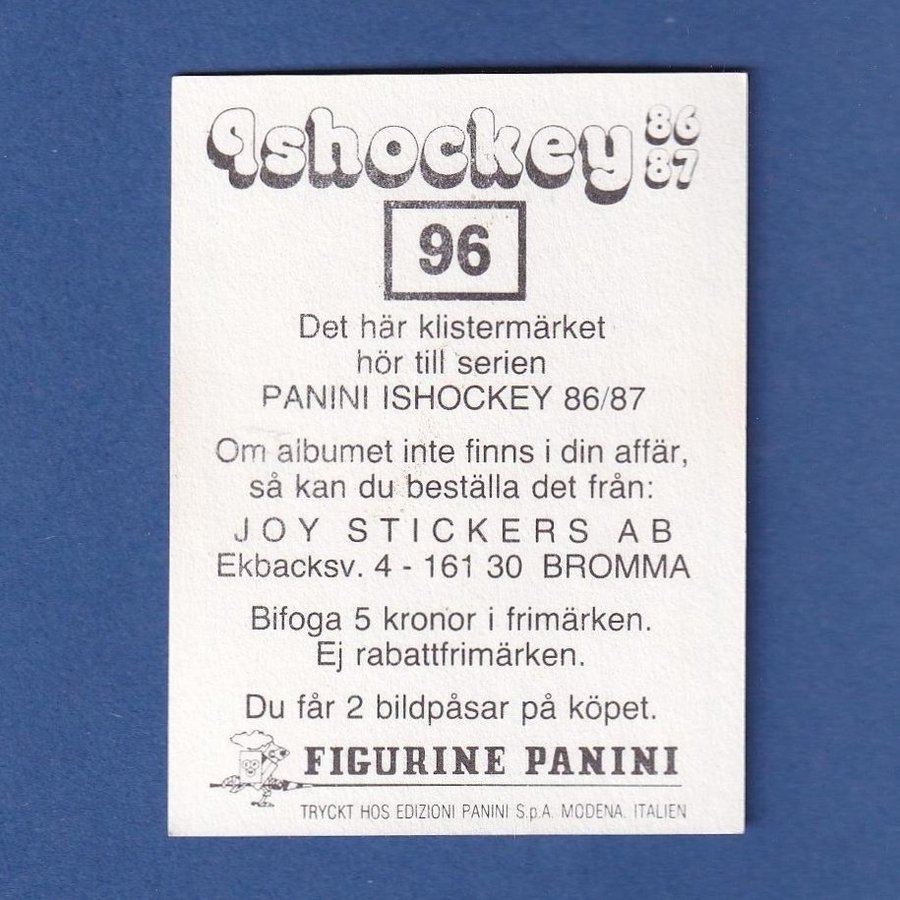 Ishockey 86
87
96
Det här klistermärket
hör till serien
PANINI ISHOCKEY 86/87
Om albumet inte finns i din affär,
så kan du beställa det från:
JOY STICKERS AB
Ekbacksv. 4 - 161 30 BROMMA
Bifoga 5 kronor i frimärken.
Ej rabattfrimärken.
Du får 2 bildpåsar på köpet.
FIGURINE PANINI
TRYCKT HOS EDIZIONI PANINI S.p.A. MODENA. ITALIEN